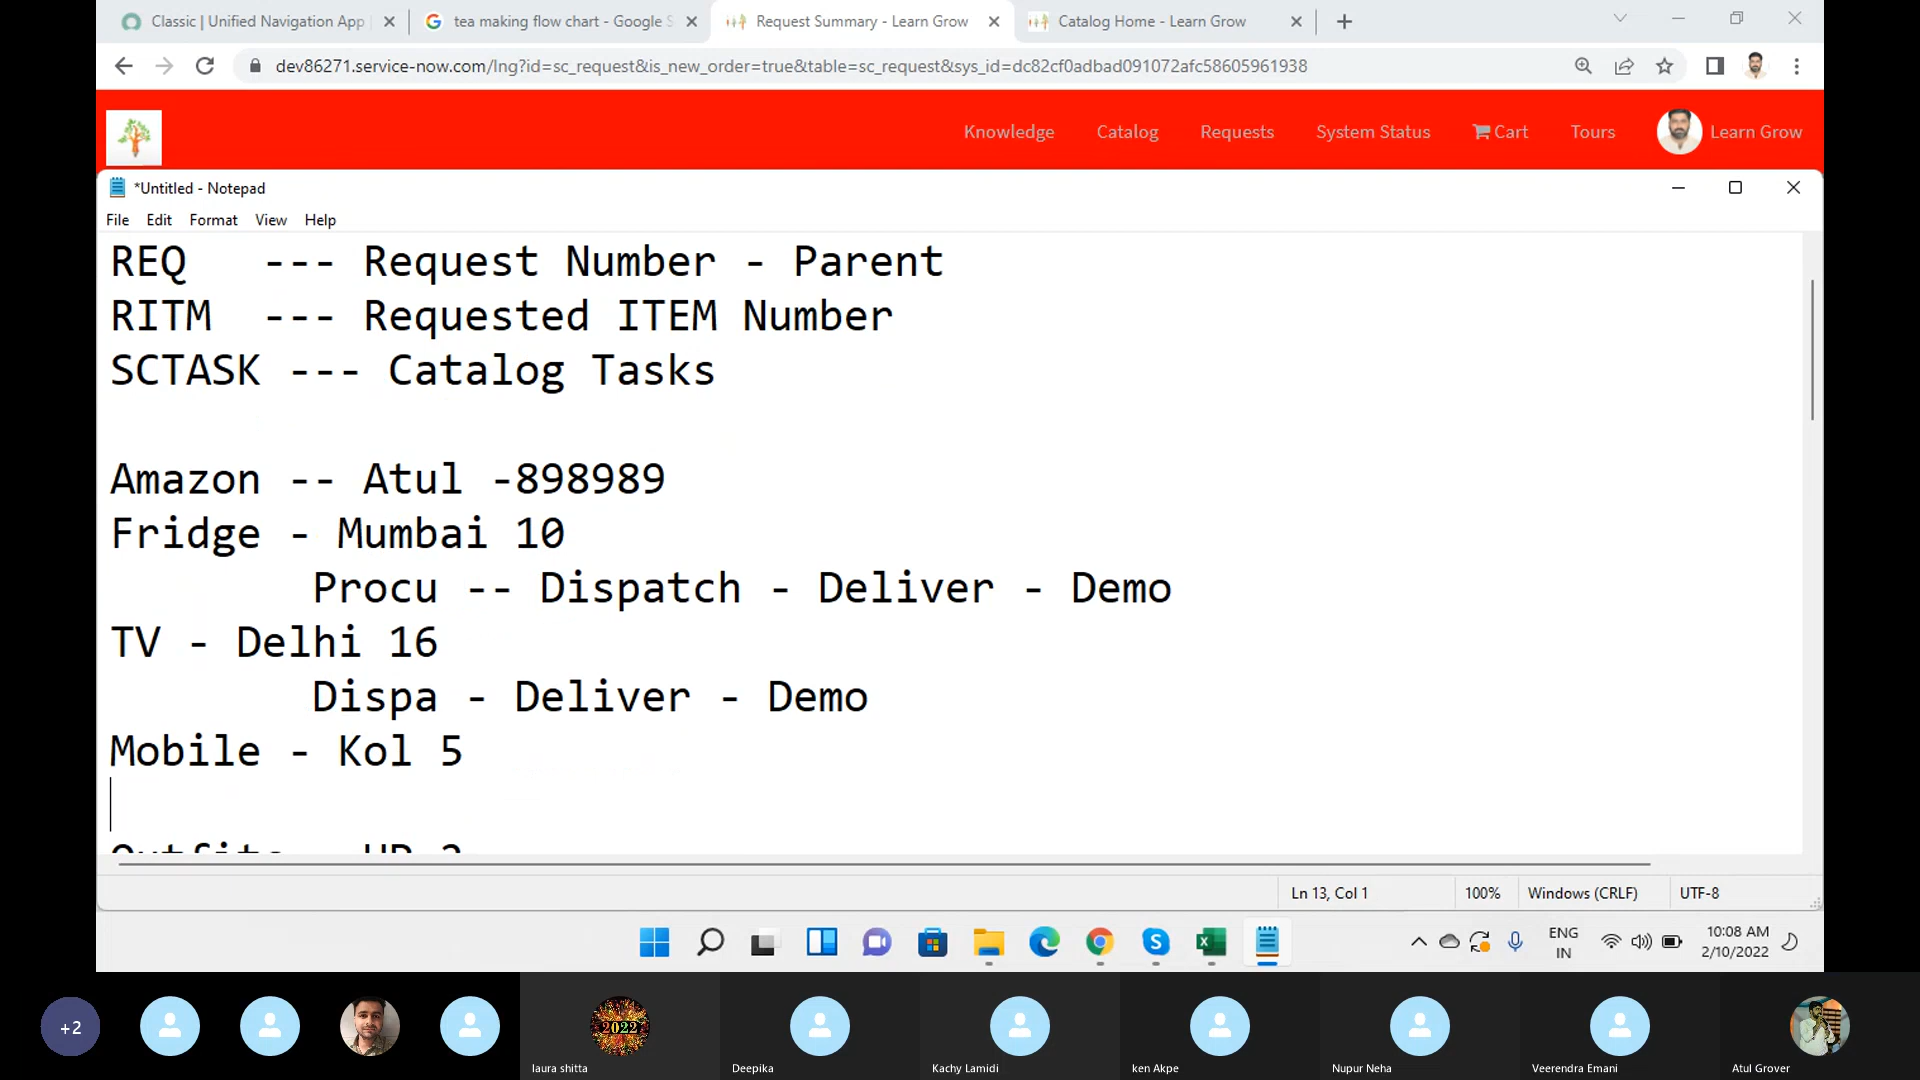 Classic | Unified Navigation App
tea making flow chart - Google S
Request Summary - Learn Grow
Catalog Home - Learn Grow
dev86271.service-now.com/lng?id=sc_request&is_new_order=true&table=sc_request&sys_id=dc82cf0adbad091072afc58605961938
Knowledge
Catalog
Requests
System Status
Cart
Tours
Learn Grow
*Untitled - Notepad
File Edit Format View Help
REQ --- Request Number - Parent
RITM --- Requested ITEM Number
SCTASK --- Catalog Tasks
Amazon -- Atul -898989
Fridge - Mumbai 10
Procu -- Dispatch - Deliver - Demo
TV - Delhi 16
Dispa - Deliver - Demo
Mobile - Kol 5
Ln 13, Col 1
100%
Windows (CRLF)
UTF-8
ENG
IN
10:08 AM
2/10/2022
+2
2022
laura shitta
Deepika
Kachy Lamidi
ken Akpe
Nupur Neha
Veerendra Emani
Atul Grover